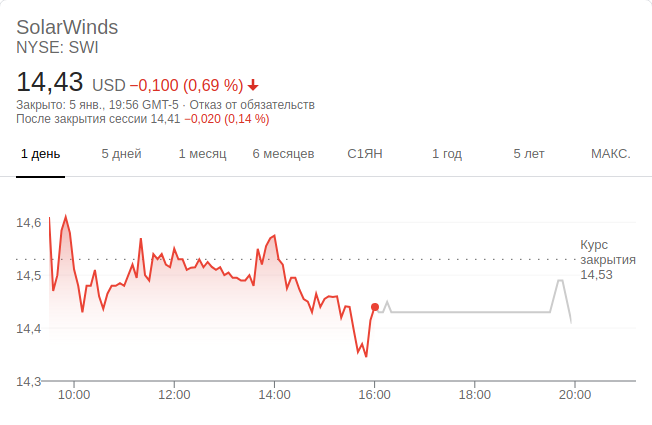 SolarWinds
NYSE: SWI
14,43 USD −0,100 (0,69 %)
Закрыто: 5 янв., 19:56 GMT-5 · Отказ от обязательств
После закрытия сессии 14,41 −0,020 (0,14 %)
1 день 5 дней 1 месяц 6 месяцев С1ЯН 1 год 5 лет МАКС.
14,6
Курс
закрытия
14,53
14,5
14,4
14,3
10:00 12:00 14:00 16:00 18:00 20:00